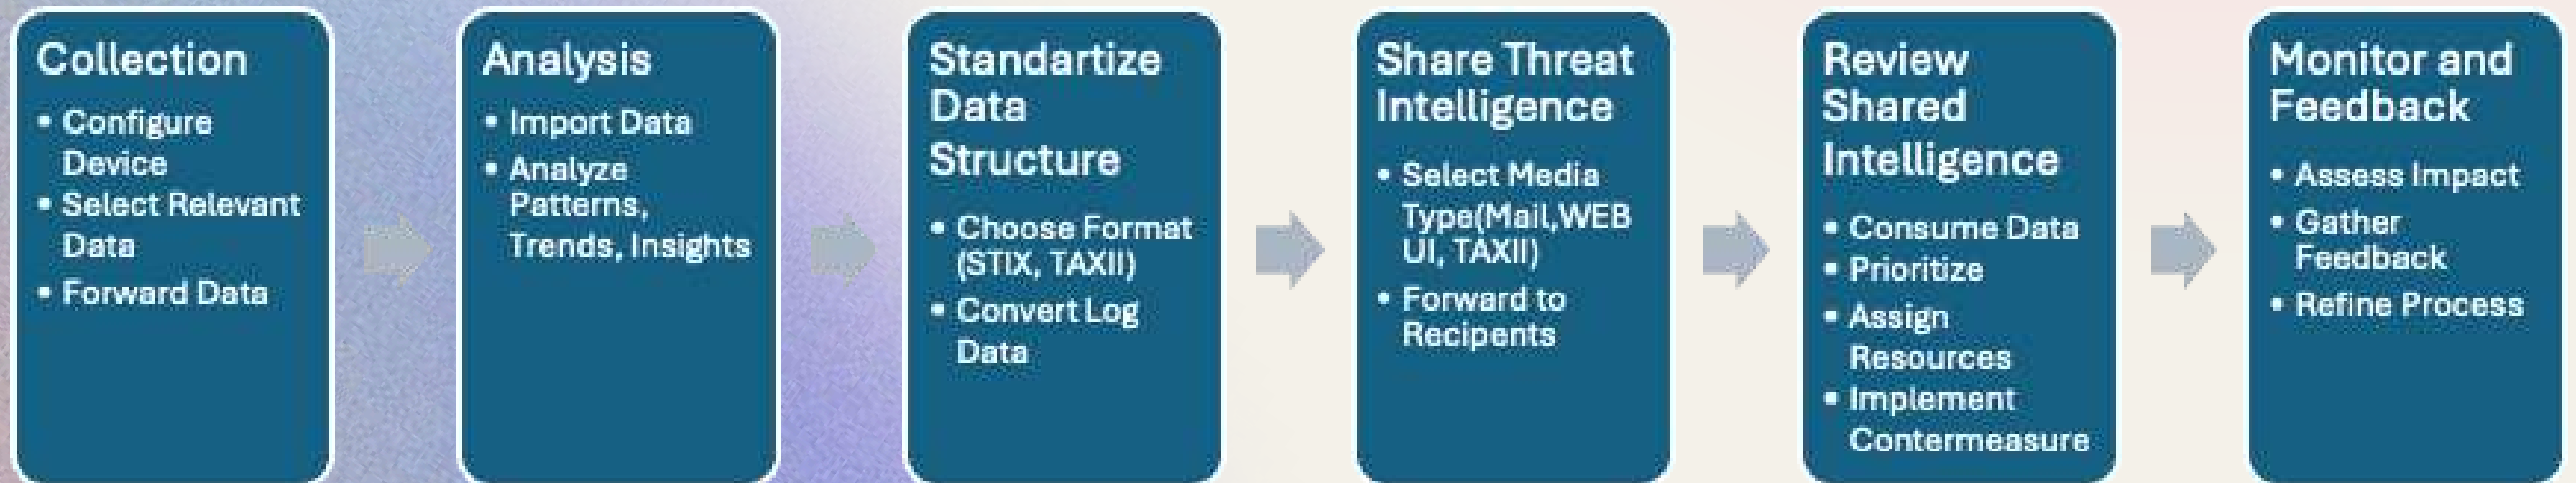 Collection
• Configure
Device
• Select Relevant
Data
• Forward Data
Analysis
• Import Data
• Analyze
Patterns,
Trends, Insights
Standartize
Data
Structure
• Choose Format
(STIX, TAXII)
• Convert Log
Data
Share Threat
Intelligence
• Select Media
Type(Mail,WEB
UI, TAXII)
• Forward to
Recipents
Review
Shared
Intelligence
• Consume Data
• Prioritize
• Assign
Resources
• Implement
Contermeasure
Monitor and
Feedback
• Assess Impact
• Gather
Feedback
• Refine Process